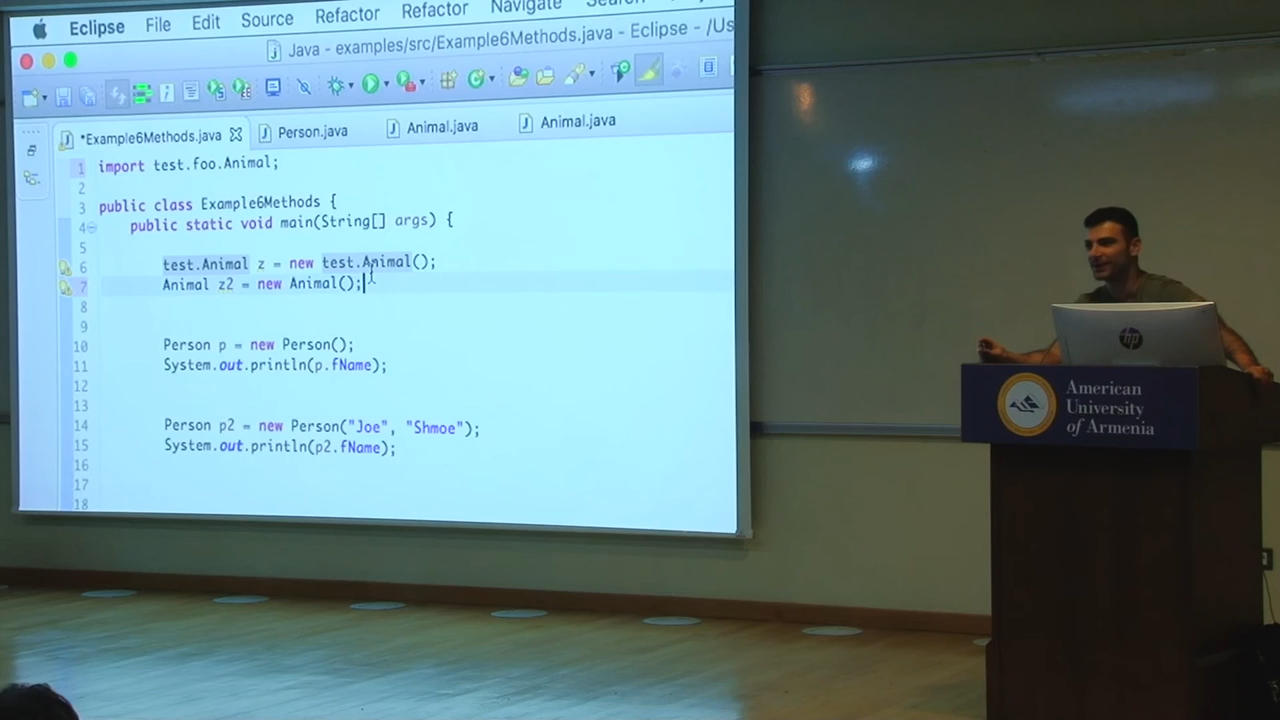 Eclipse File Edit Source Refactor Refactor Navigate Search
Java - examples/src/Example6Methods.java - Eclipse - /Us
*Example6Methods.java Person.java Animal.java Animal.java
1 import test.foo.Animal;
2
3 public class Example6Methods {
4 public static void main(String[] args) {
5
6 test.Animal z = new test.Animal();
7 Animal z2 = new Animal();
8
9
10 Person p = new Person();
11 System.out.println(p.fName);
12
13
14 Person p2 = new Person("Joe", "Shmoe");
15 System.out.println(p2.fName);
16
17
18
hp
American
University
of Armenia